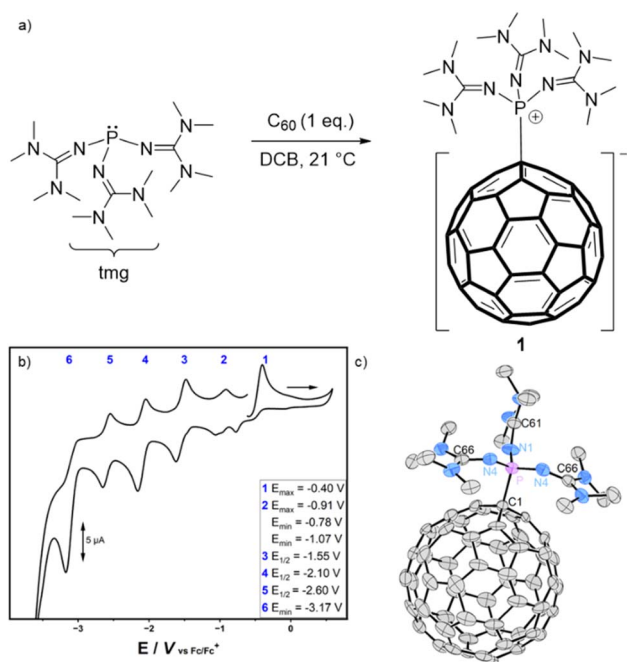 a)
N N N N P N N N N N N
C60 (1 eq.)
DCB, 21 °C
tmg
N N N N N N N N N P ⊕
−
1
b)
6 5 4 3 2 1
5 µA
1 Emax = -0.40 V
2 Emax = -0.91 V
Emin = -0.78 V
Emin = -1.07 V
3 E1/2 = -1.55 V
4 E1/2 = -2.10 V
5 E1/2 = -2.60 V
6 Emin = -3.17 V
-3 -2 -1 0
E / V vs Fc/Fc+
c)
C61
C66 N1 C66
N4 P N4
C1